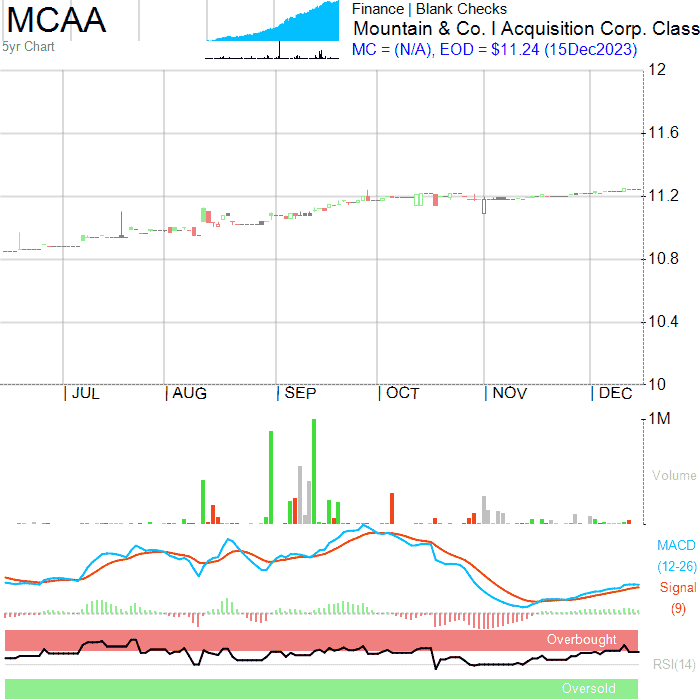 MCAA
5yr Chart
Finance | Blank Checks
Mountain & Co. I Acquisition Corp. Class
MC = (N/A), EOD = $11.24 (15Dec2023)
12
11.6
11.2
10.8
10.4
10
| JUL | AUG | SEP | OCT | NOV | DEC
1M
Volume
MACD
(12-26)
Signal
(9)
Overbought
RSI(14)
Oversold